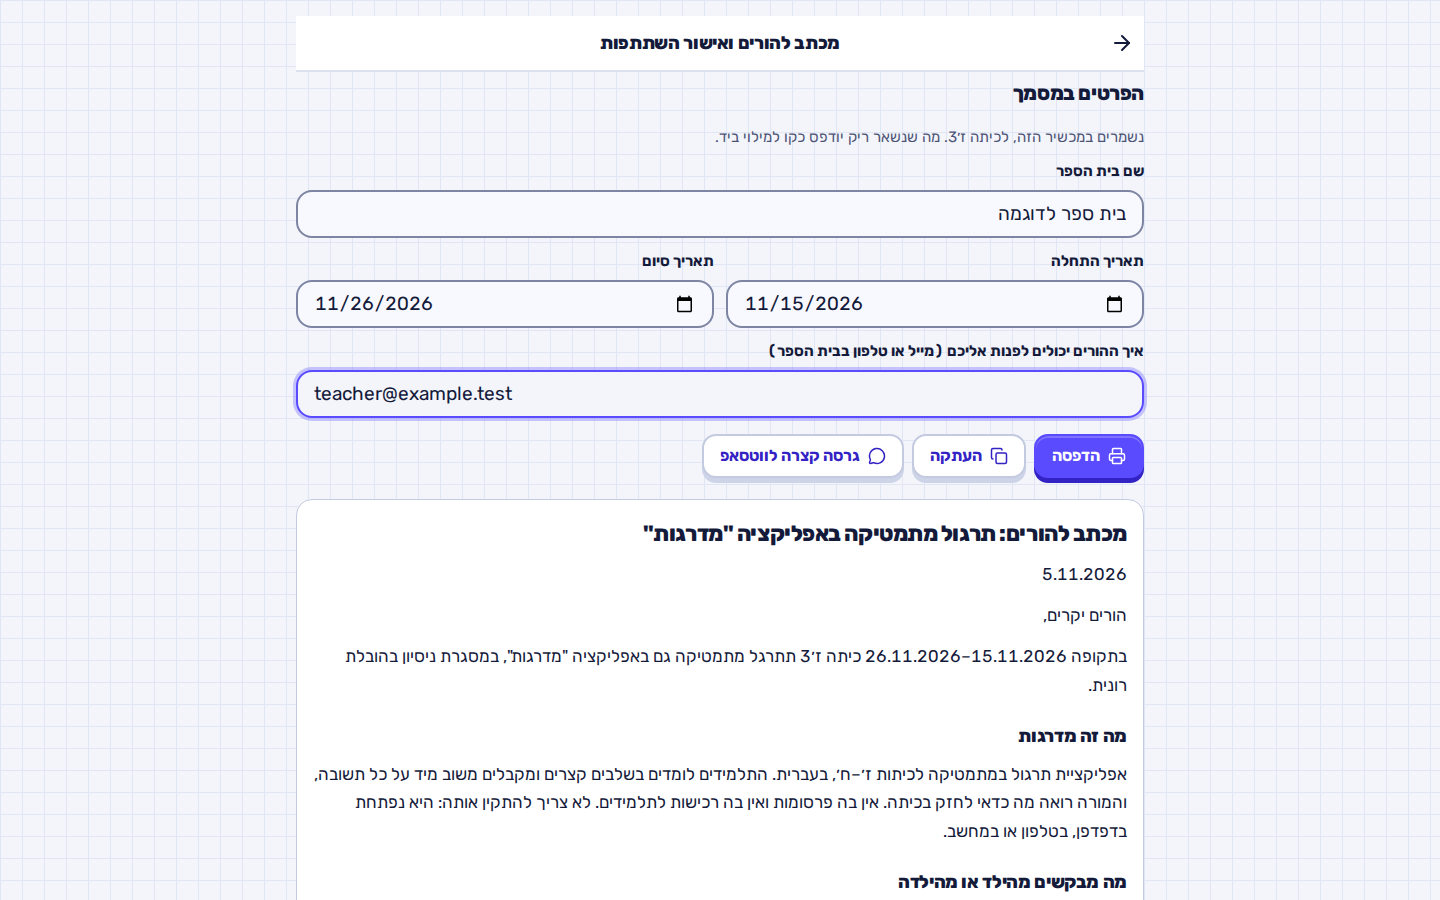 מכתב להורים ואישור השתתפות
הפרטים במסמך
נשמרים במכשיר הזה, לכיתה ז׳3. מה שנשאר ריק יודפס כקו למילוי ביד.
שם בית הספר
בית ספר לדוגמה
תאריך התחלה
תאריך סיום
11/15/2026
11/26/2026
איך ההורים יכולים לפנות אליכם (מייל או טלפון בבית הספר)
teacher@example.test
הדפסה
העתקה
גרסה קצרה לווטסאפ
מכתב להורים: תרגול מתמטיקה באפליקציה "מדרגות"
5.11.2026
הורים יקרים,
בתקופה 15.11.2026–26.11.2026 כיתה ז׳3 תתרגל מתמטיקה גם באפליקציה "מדרגות", במסגרת ניסיון בהובלת
רונית.
מה זה מדרגות
אפליקציית תרגול במתמטיקה לכיתות ז׳–ח׳, בעברית. התלמידים לומדים בשלבים קצרים ומקבלים משוב מיד על כל תשובה,
והמורה רואה מה כדאי לחזק בכיתה. אין בה פרסומות ואין בה רכישות לתלמידים. לא צריך להתקין אותה: היא נפתחת
בדפדפן, בטלפון או במחשב.
מה מבקשים מהילד או מהילדה